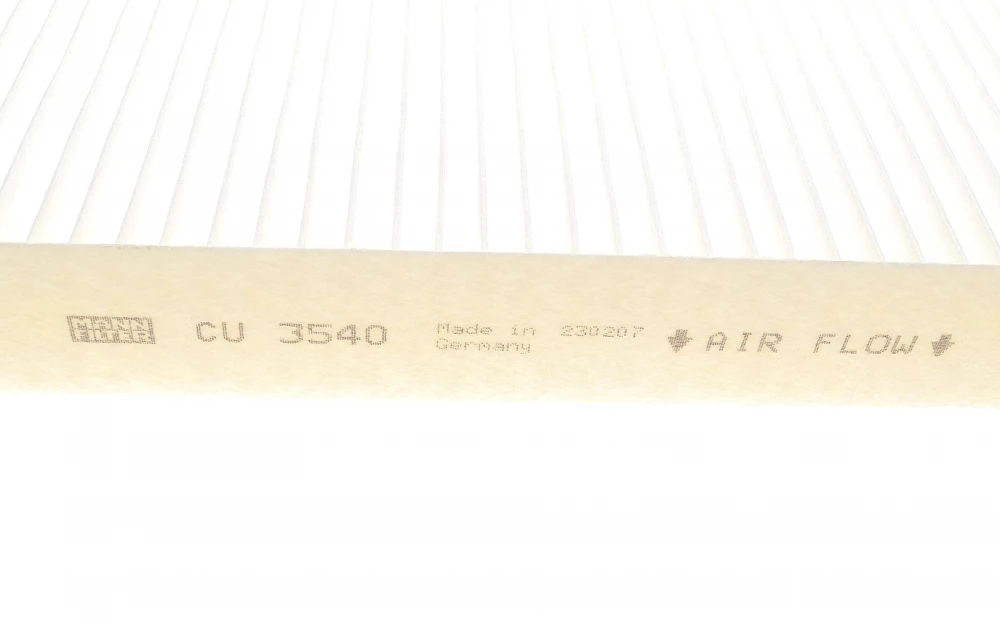 MANN
FILTER
CU 3540
Made in 230207
Germany
AIR FLOW